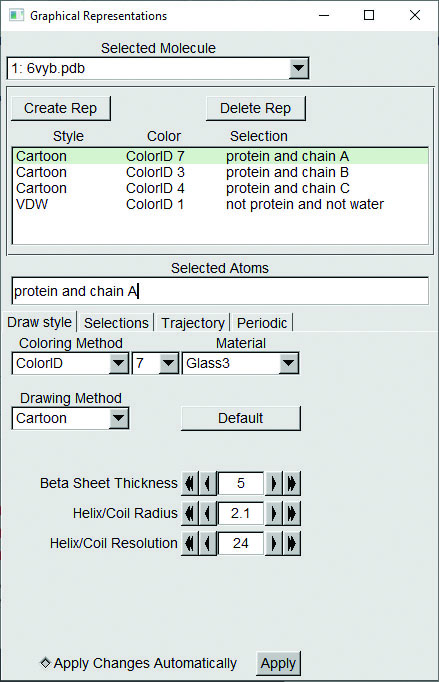 Graphical Representations
Selected Molecule
1: 6vyb.pdb
Create Rep Delete Rep
Style Color Selection
Cartoon ColorID 7 protein and chain A
Cartoon ColorID 3 protein and chain B
Cartoon ColorID 4 protein and chain C
VDW ColorID 1 not protein and not water
Selected Atoms
protein and chain A
Draw style Selections Trajectory Periodic
Coloring Method Material
ColorID 7 Glass3
Drawing Method
Cartoon Default
Beta Sheet Thickness 5
Helix/Coil Radius 2.1
Helix/Coil Resolution 24
Apply Changes Automatically Apply